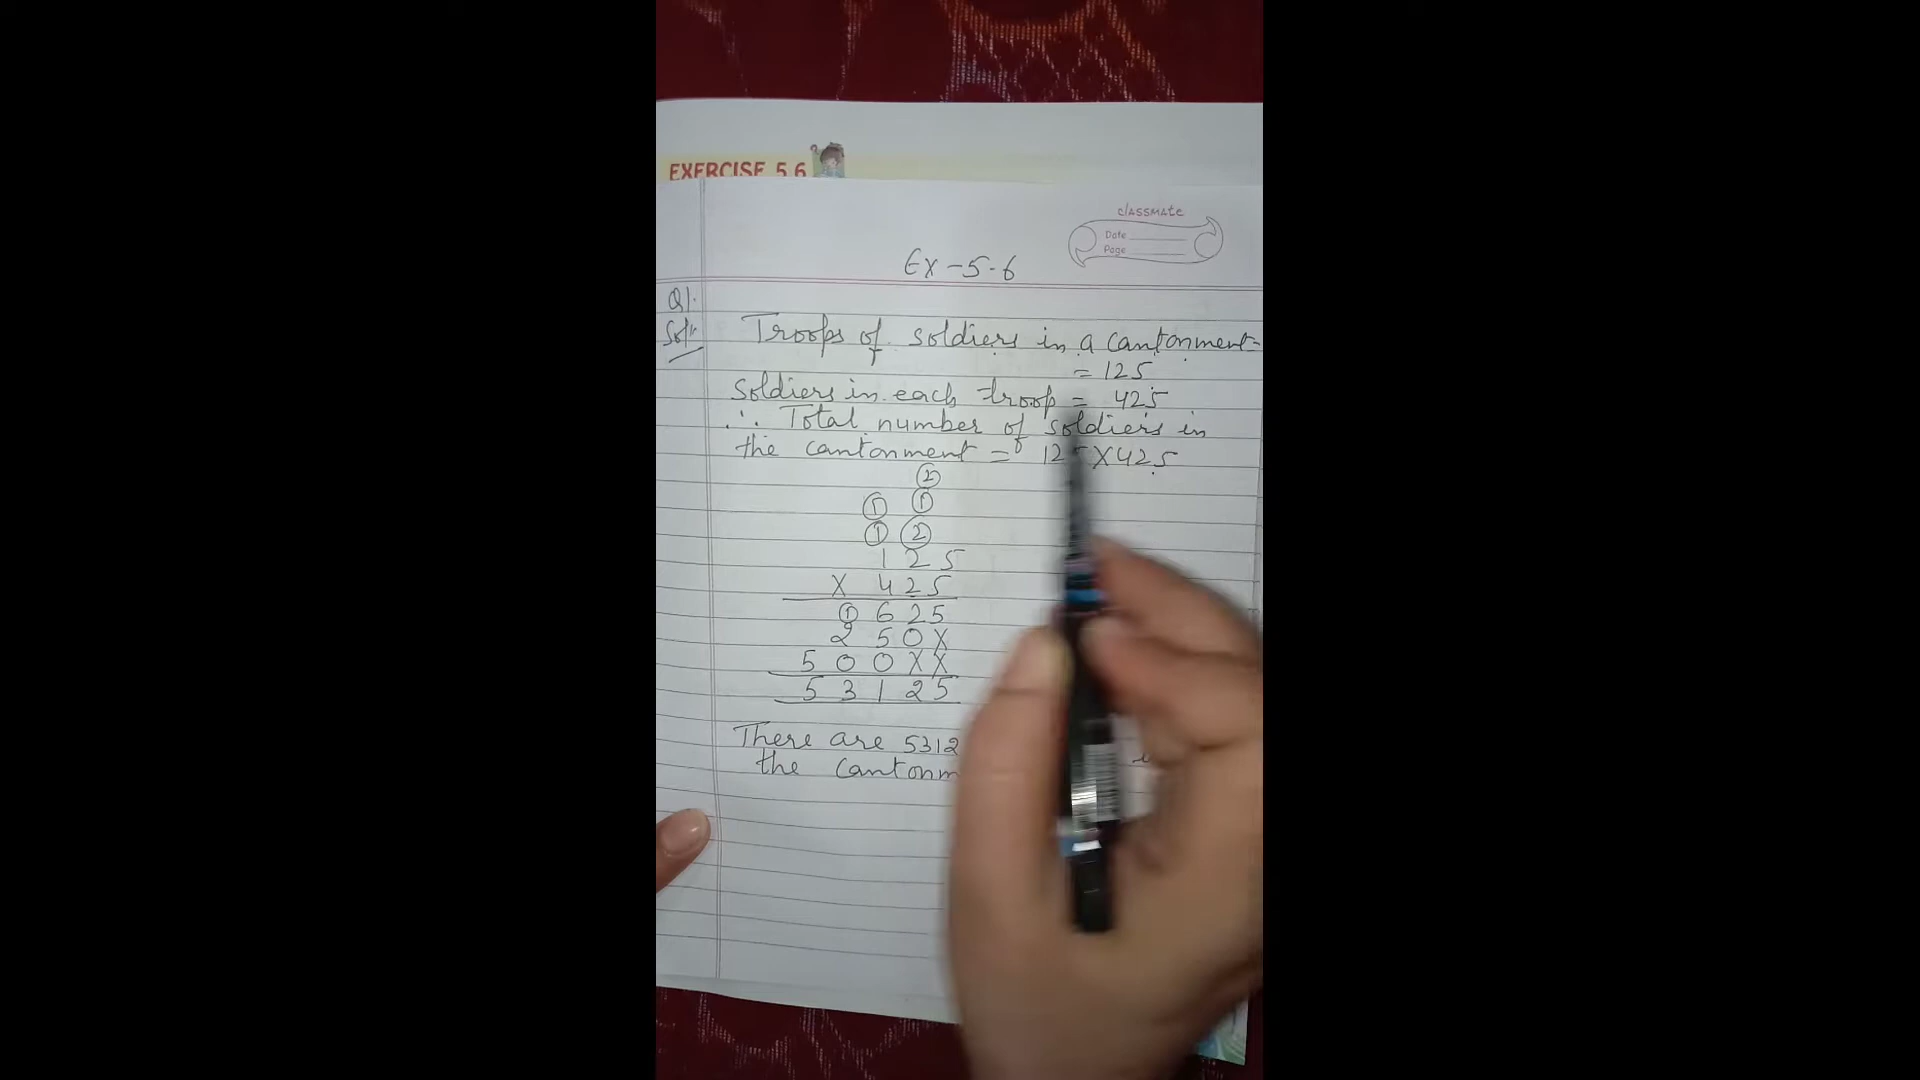 EXERCISE 5.6
classmate
Date
Page
Ex-5.6
Q1.
Sol:
Troops of soldiers in a cantonment
= 125
Soldiers in each troop = 425
∴ Total number of soldiers in
the cantonment = 125 X 425
②
① ①
① ②
1 2 5
X 4 2 5
① 6 2 5
2 5 0 X
5 0 0 X X
5 3 1 2 5
There are 5312
the cantonm